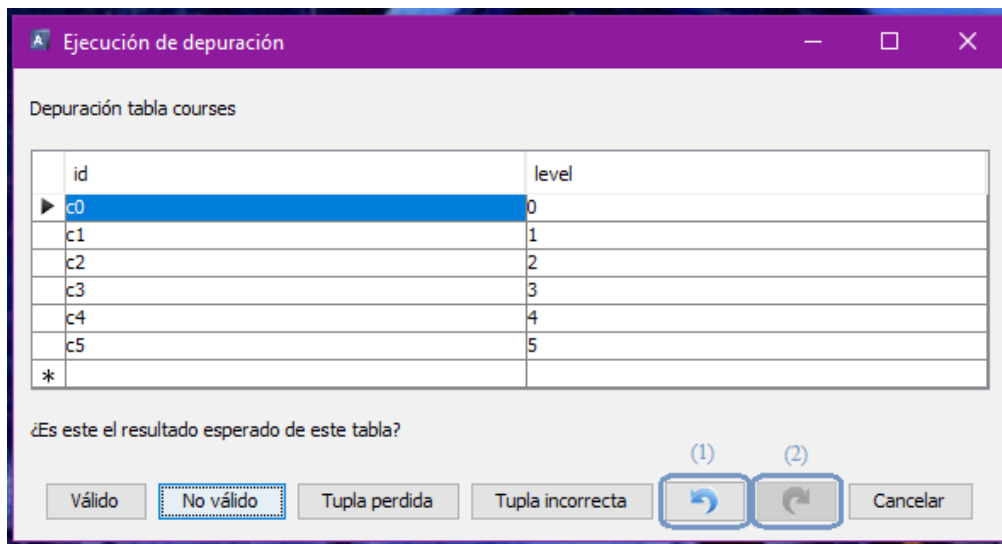 Ejecución de depuración
Depuración tabla courses
id level
c0 0
c1 1
c2 2
c3 3
c4 4
c5 5
*
¿Es este el resultado esperado de este tabla?
(1) (2)
Válido No válido Tupla perdida Tupla incorrecta Cancelar